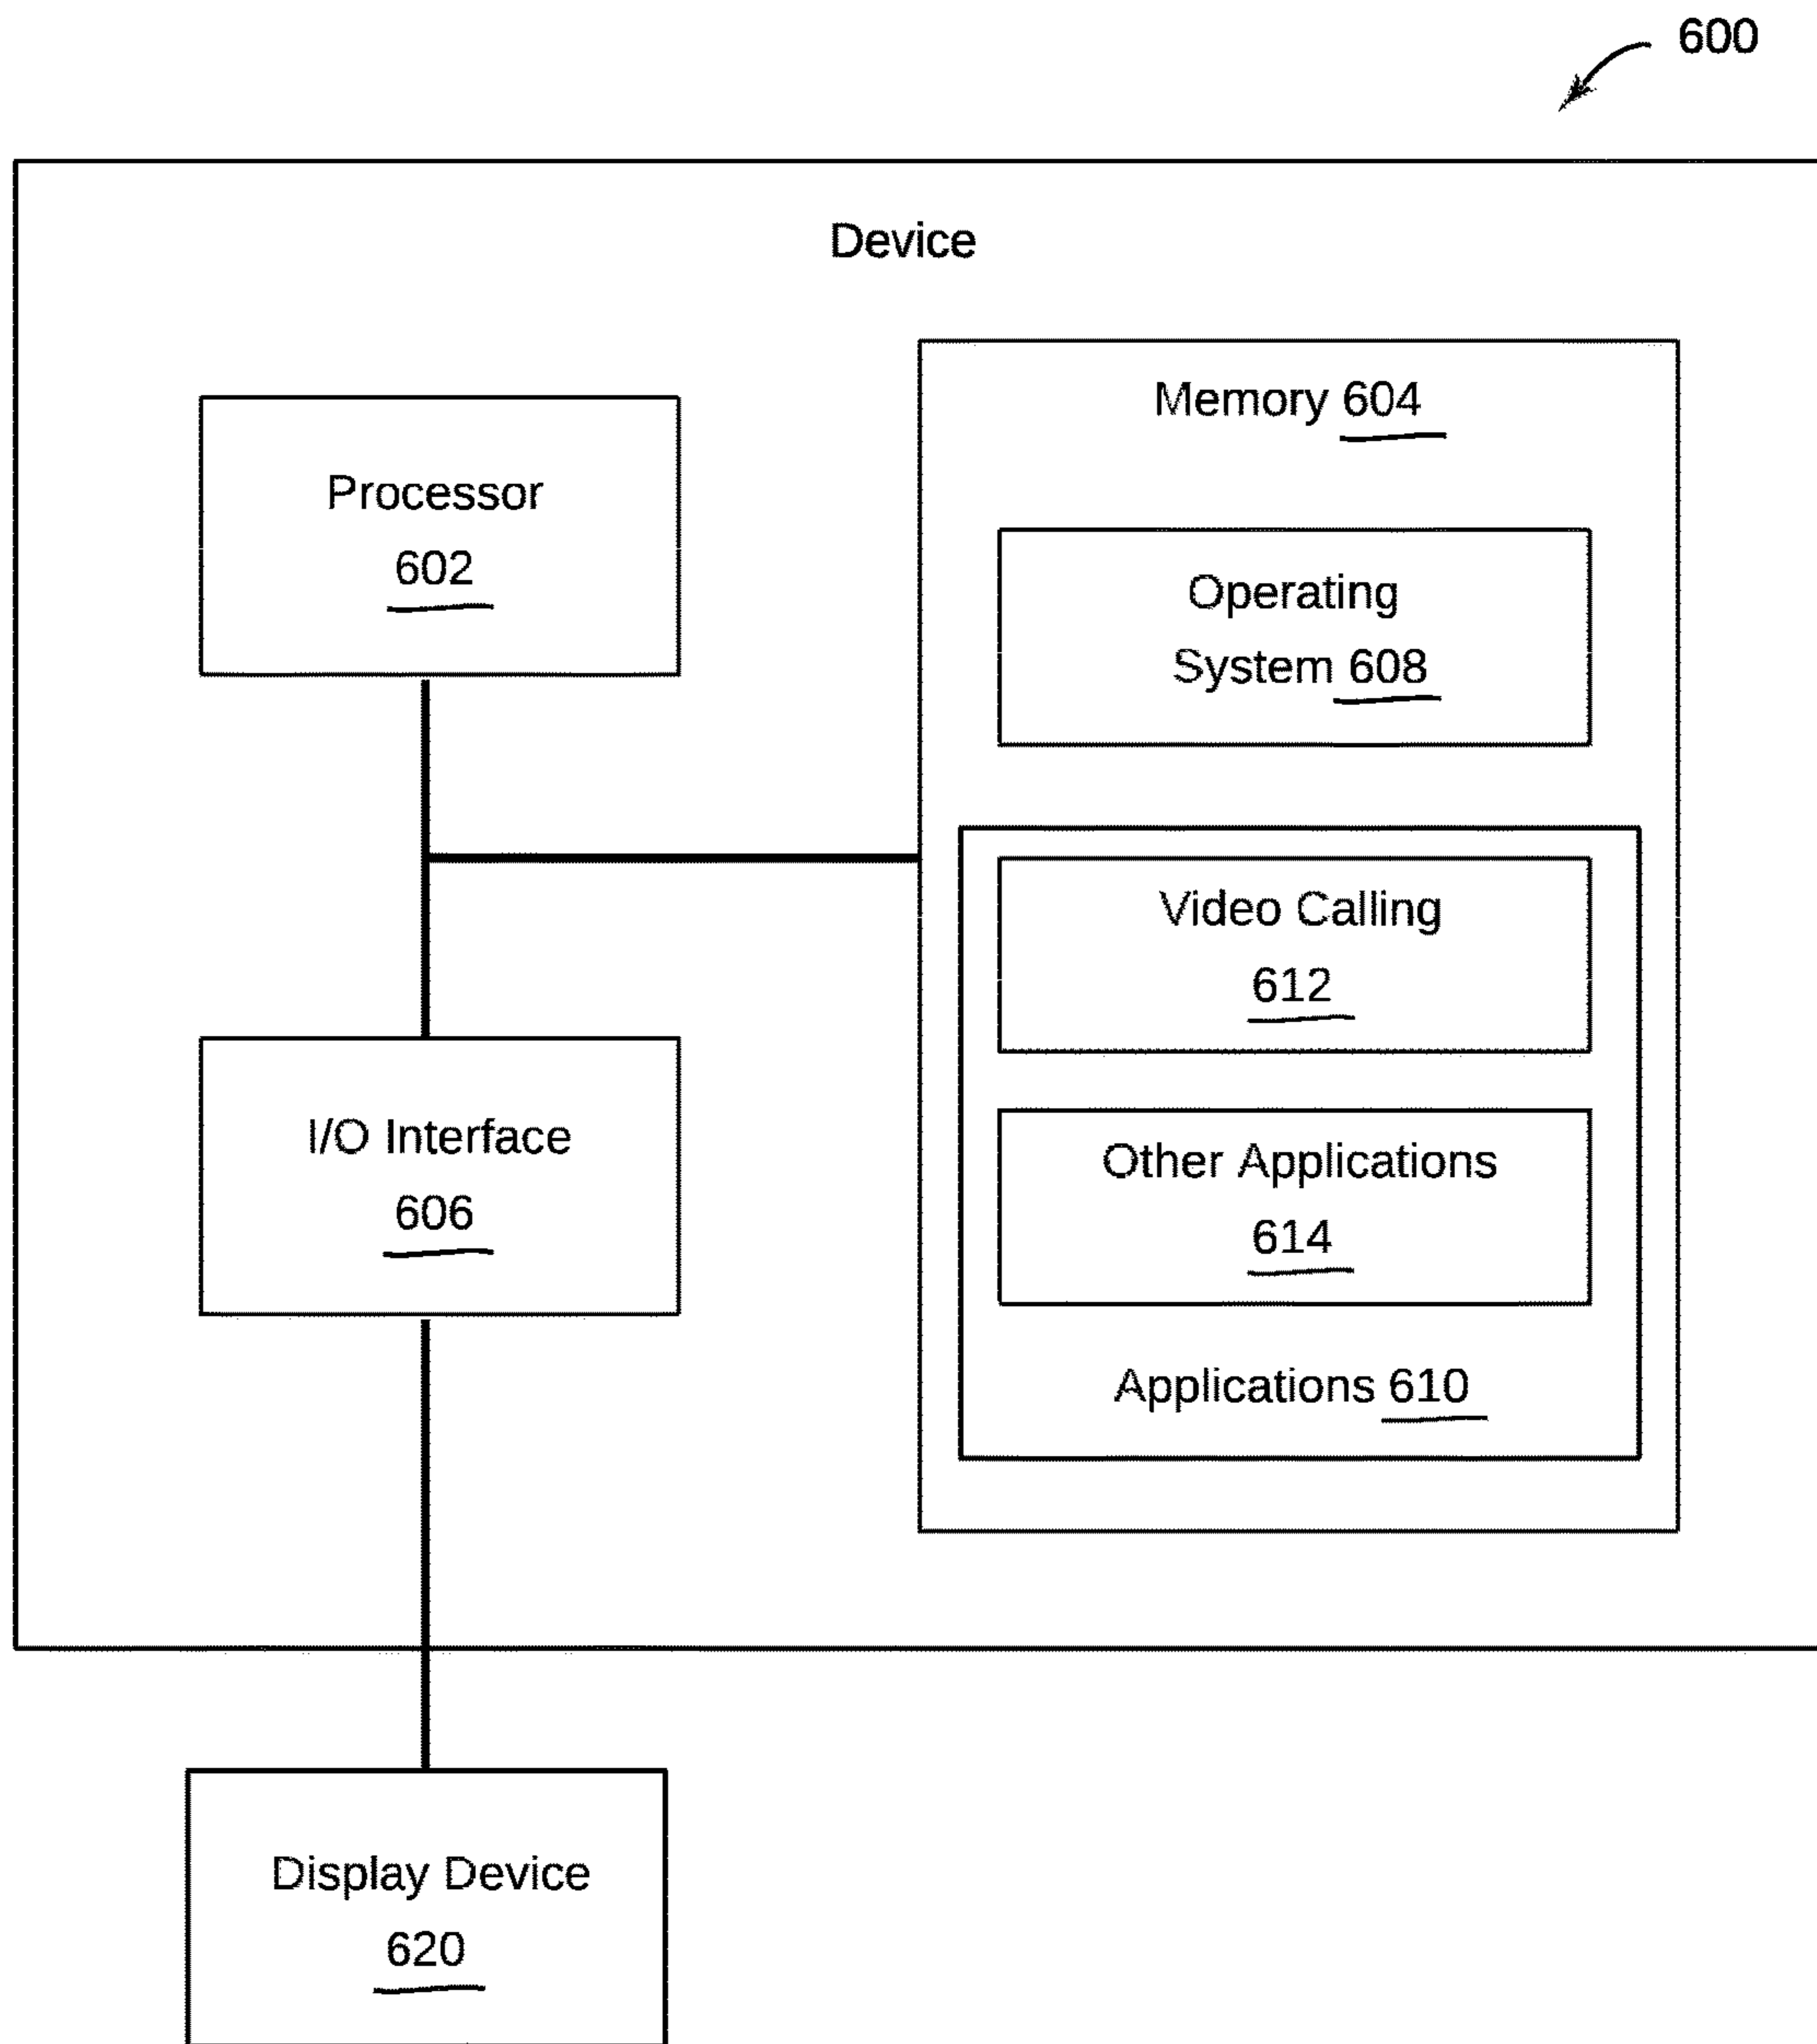 600
Device
Processor
602
Memory 604
Operating
System 608
Video Calling
612
I/O Interface
606
Other Applications
614
Applications 610
Display Device
620